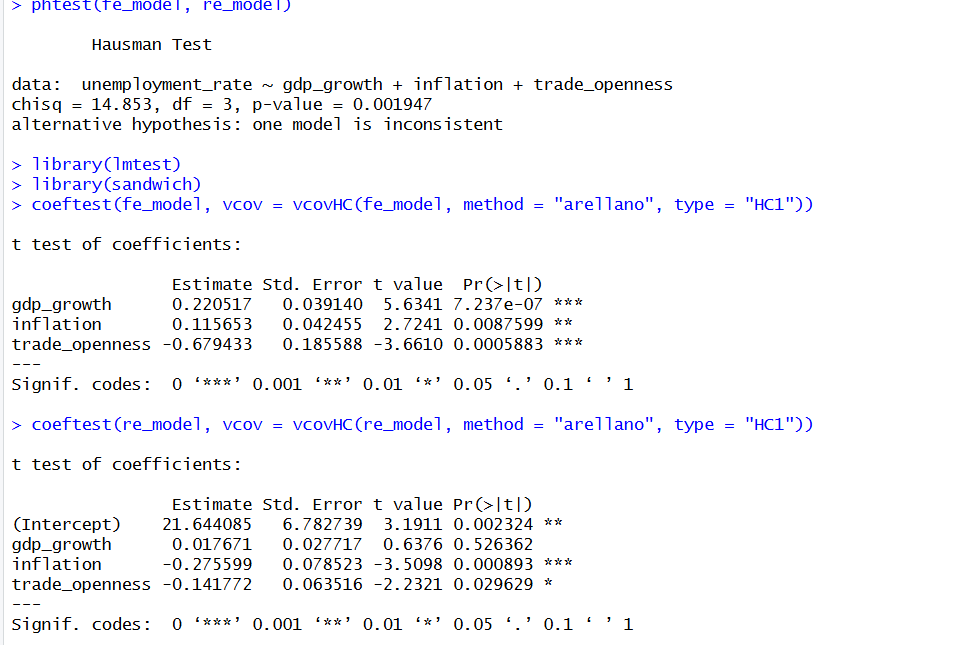 > phtest(fe_model, re_model)
Hausman Test
data:  unemployment_rate ~ gdp_growth + inflation + trade_openness
chisq = 14.853, df = 3, p-value = 0.001947
alternative hypothesis: one model is inconsistent
> library(lmtest)
> library(sandwich)
> coeftest(fe_model, vcov = vcovHC(fe_model, method = "arellano", type = "HC1"))
t test of coefficients:
Estimate Std. Error t value  Pr(>|t|)
gdp_growth      0.220517   0.039140  5.6341 7.237e-07 ***
inflation       0.115653   0.042455  2.7241 0.0087599 **
trade_openness -0.679433   0.185588 -3.6610 0.0005883 ***
---
Signif. codes:  0 ‘***’ 0.001 ‘**’ 0.01 ‘*’ 0.05 ‘.’ 0.1 ‘ ’ 1
> coeftest(re_model, vcov = vcovHC(re_model, method = "arellano", type = "HC1"))
t test of coefficients:
Estimate Std. Error t value Pr(>|t|)
(Intercept)    21.644085   6.782739  3.1911 0.002324 **
gdp_growth      0.017671   0.027717  0.6376 0.526362
inflation      -0.275599   0.078523 -3.5098 0.000893 ***
trade_openness -0.141772   0.063516 -2.2321 0.029629 *
---
Signif. codes:  0 ‘***’ 0.001 ‘**’ 0.01 ‘*’ 0.05 ‘.’ 0.1 ‘ ’ 1